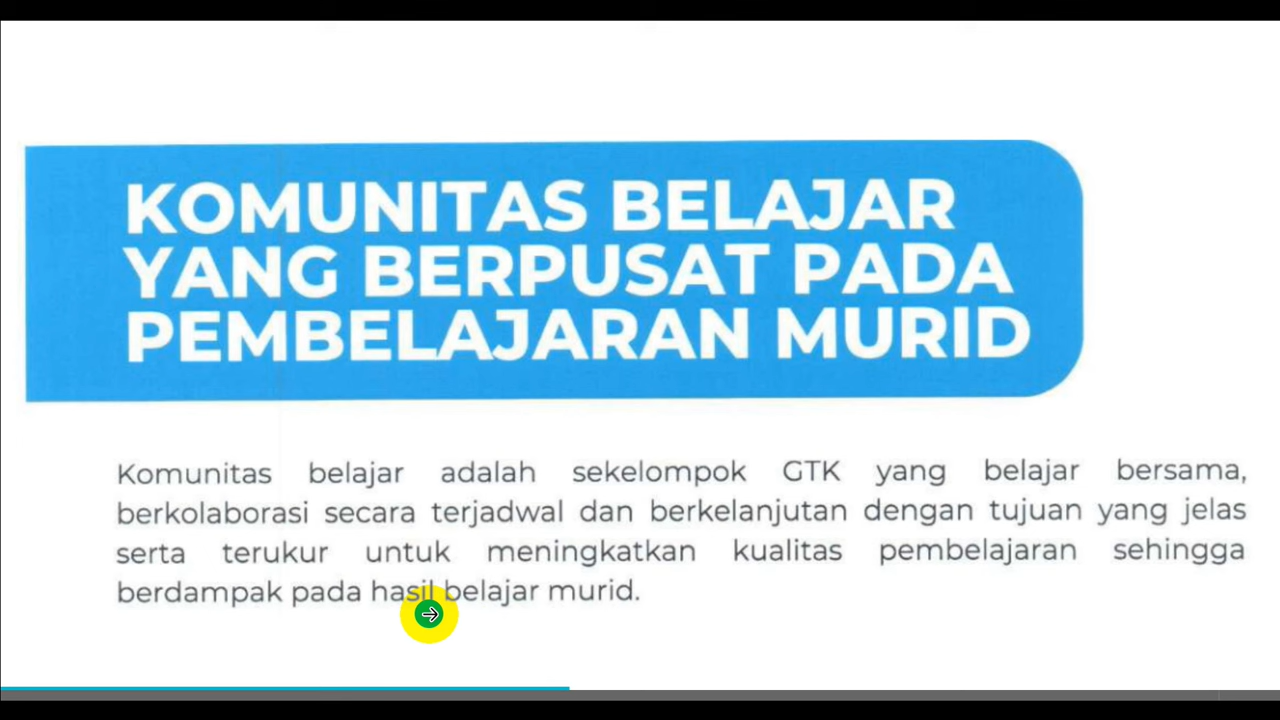 KOMUNITAS BELAJAR
YANG BERPUSAT PADA
PEMBELAJARAN MURID
Komunitas belajar adalah sekelompok GTK yang belajar bersama,
berkolaborasi secara terjadwal dan berkelanjutan dengan tujuan yang jelas
serta terukur untuk meningkatkan kualitas pembelajaran sehingga
berdampak pada hasil belajar murid.